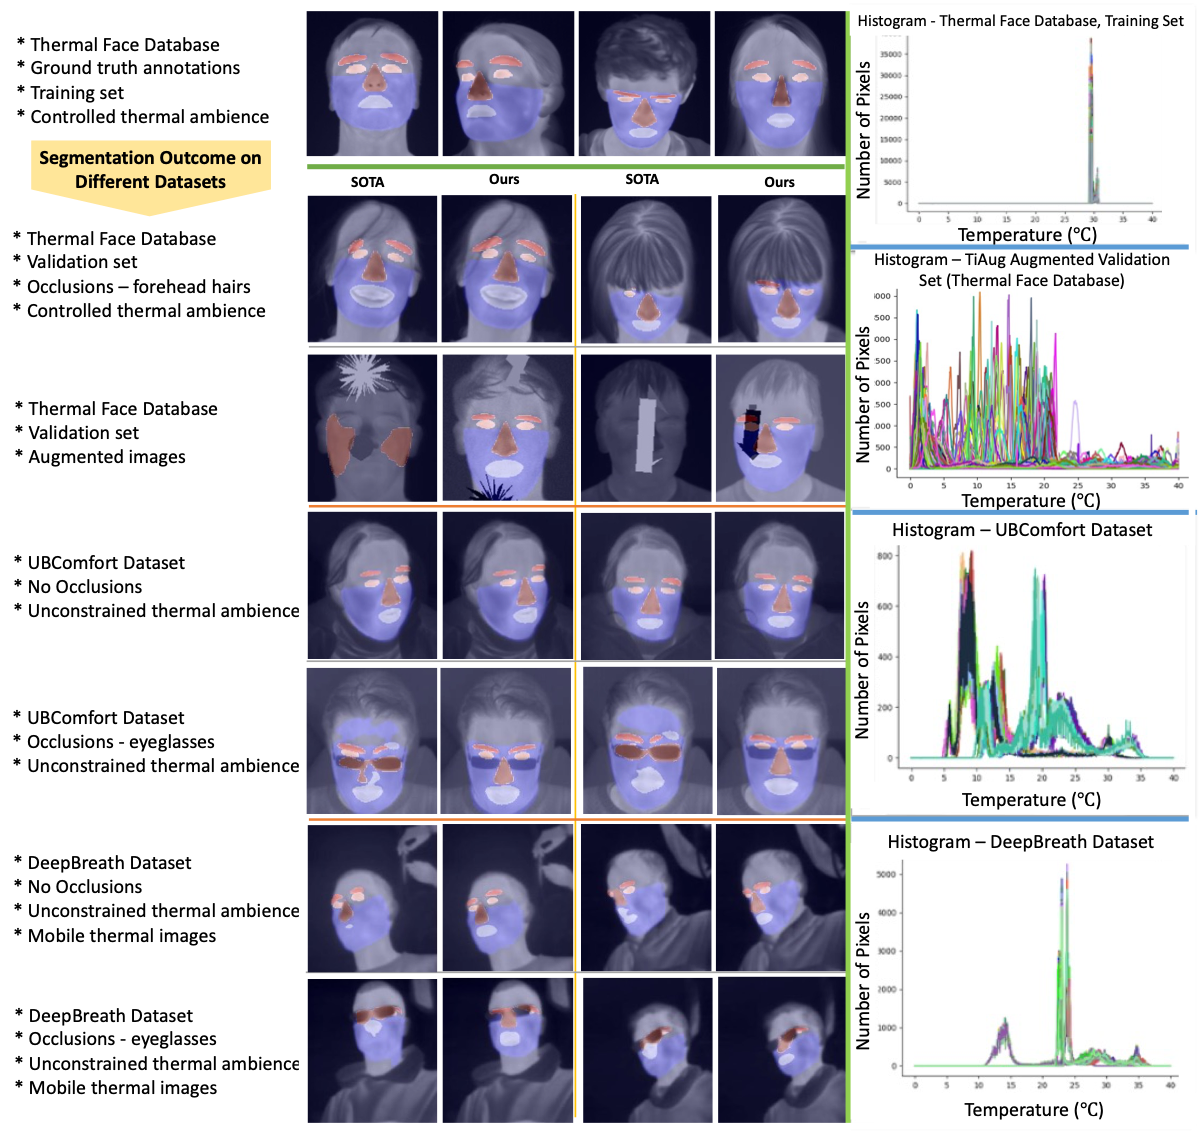 * Thermal Face Database
* Ground truth annotations
* Training set
* Controlled thermal ambience
Segmentation Outcome on
Different Datasets
SOTA
Ours
SOTA
Ours
* Thermal Face Database
* Validation set
* Occlusions – forehead hairs
* Controlled thermal ambience
* Thermal Face Database
* Validation set
* Augmented images
* UBComfort Dataset
* No Occlusions
* Unconstrained thermal ambience
* UBComfort Dataset
* Occlusions - eyeglasses
* Unconstrained thermal ambience
* DeepBreath Dataset
* No Occlusions
* Unconstrained thermal ambience
* Mobile thermal images
* DeepBreath Dataset
* Occlusions - eyeglasses
* Unconstrained thermal ambience
* Mobile thermal images
Histogram - Thermal Face Database, Training Set
Number of Pixels
35000
30000
25000
20000
15000
10000
5000
0
0 5 10 15 20 25 30 35 40
Temperature (°C)
Histogram – TiAug Augmented Validation
Set (Thermal Face Database)
Number of Pixels
500
0
0 5 10 15 20 25 30 35 40
Temperature (°C)
Histogram – UBComfort Dataset
Number of Pixels
800
600
400
200
0
0 5 10 15 20 25 30 35 40
Temperature (°C)
Histogram – DeepBreath Dataset
Number of Pixels
5000
4000
3000
2000
1000
0
0 5 10 15 20 25 30 35 40
Temperature (°C)